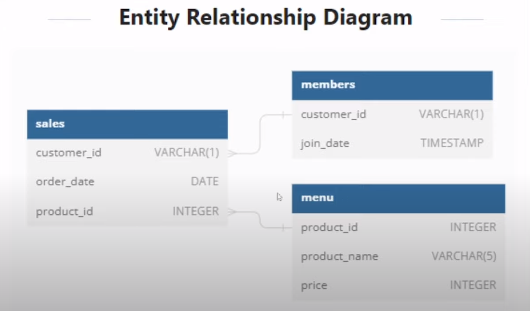 Entity Relationship Diagram
sales
customer_id VARCHAR(1)
order_date DATE
product_id INTEGER
members
customer_id VARCHAR(1)
join_date TIMESTAMP
menu
product_id INTEGER
product_name VARCHAR(5)
price INTEGER